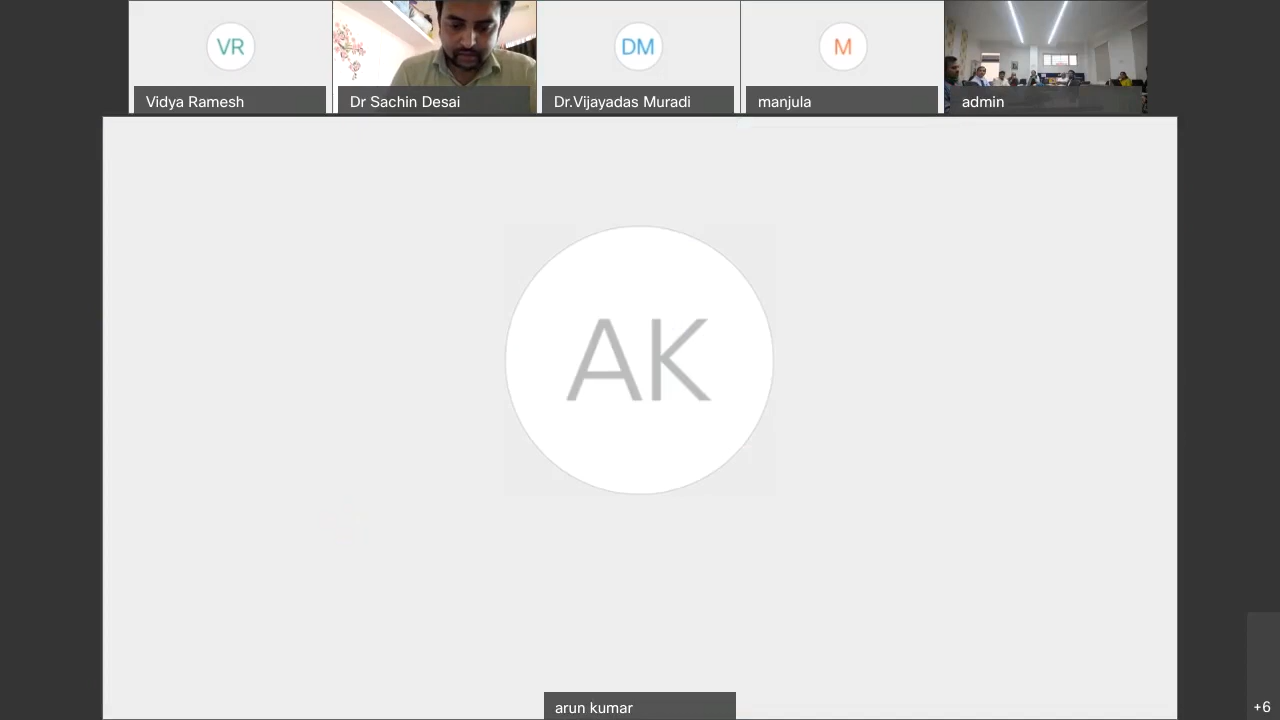 VR
DM
M
Vidya Ramesh
Dr Sachin Desai
Dr.Vijayadas Muradi
manjula
admin
AK
arun kumar
+6